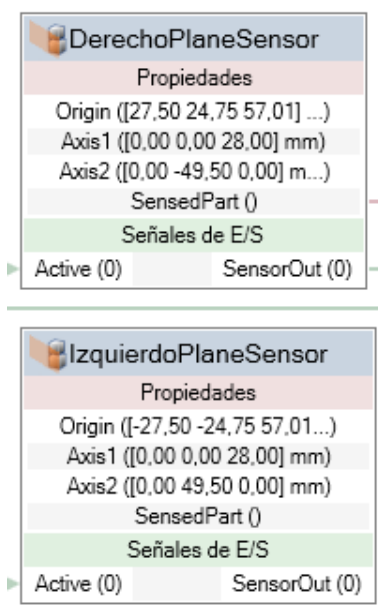 DerechoPlaneSensor
Propiedades
Origin ([27,50 24,75 57,01] ...)
Axis1 ([0,00 0,00 28,00] mm)
Axis2 ([0,00 -49,50 0,00] m...)
SensedPart ()
Señales de E/S
Active (0) SensorOut (0)
IzquierdoPlaneSensor
Propiedades
Origin ([-27,50 -24,75 57,01...)
Axis1 ([0,00 0,00 28,00] mm)
Axis2 ([0,00 49,50 0,00] mm)
SensedPart ()
Señales de E/S
Active (0) SensorOut (0)